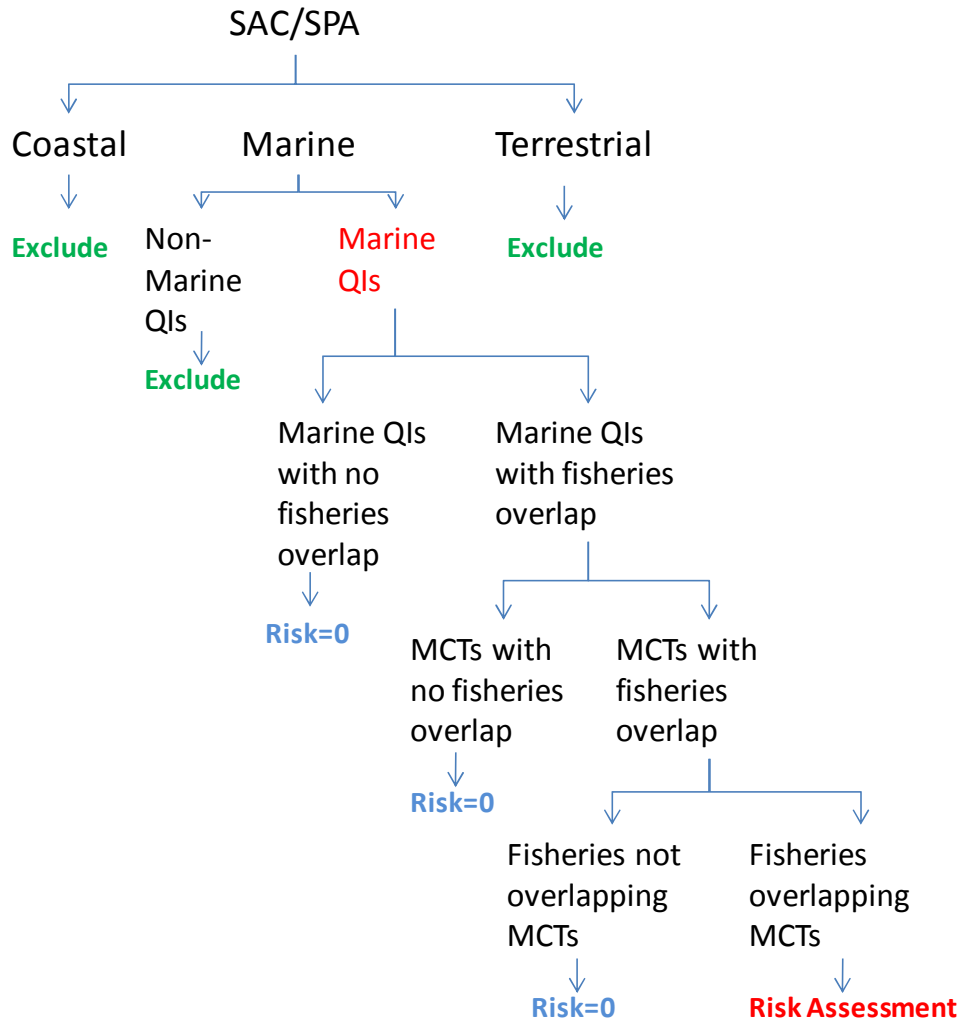 SAC/SPA
Coastal
Marine
Terrestrial
Exclude
Non-
Marine
QIs
Marine
QIs
Exclude
Exclude
Marine QIs
with no
fisheries
overlap
Marine QIs
with fisheries
overlap
Risk=0
MCTs with
no fisheries
overlap
MCTs with
fisheries
overlap
Risk=0
Fisheries not
overlapping
MCTs
Fisheries
overlapping
MCTs
Risk=0
Risk Assessment